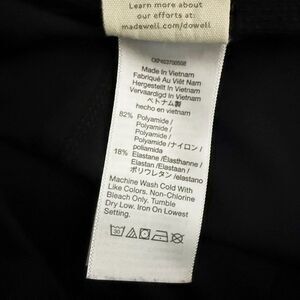 Learn more about
our efforts at:
madewell.com/dowell
Made In Vietnam
Fabriqué Au Viêt Nam
Hergestellt In Vietnam
Vervaardigd In Vietnam
ベトナム製
hecho en vietnam
82% Polyamide /
Polyamide /
Polyamide /ナイロン /
poliamida
18% Elastane /Élasthanne /
Elastan / Elastaan /
ポリウレタン /elastano
Machine Wash Cold With
Like Colors. Non-Chlorine
Bleach Only. Tumble
Dry Low. Iron On Lowest
Setting.
30